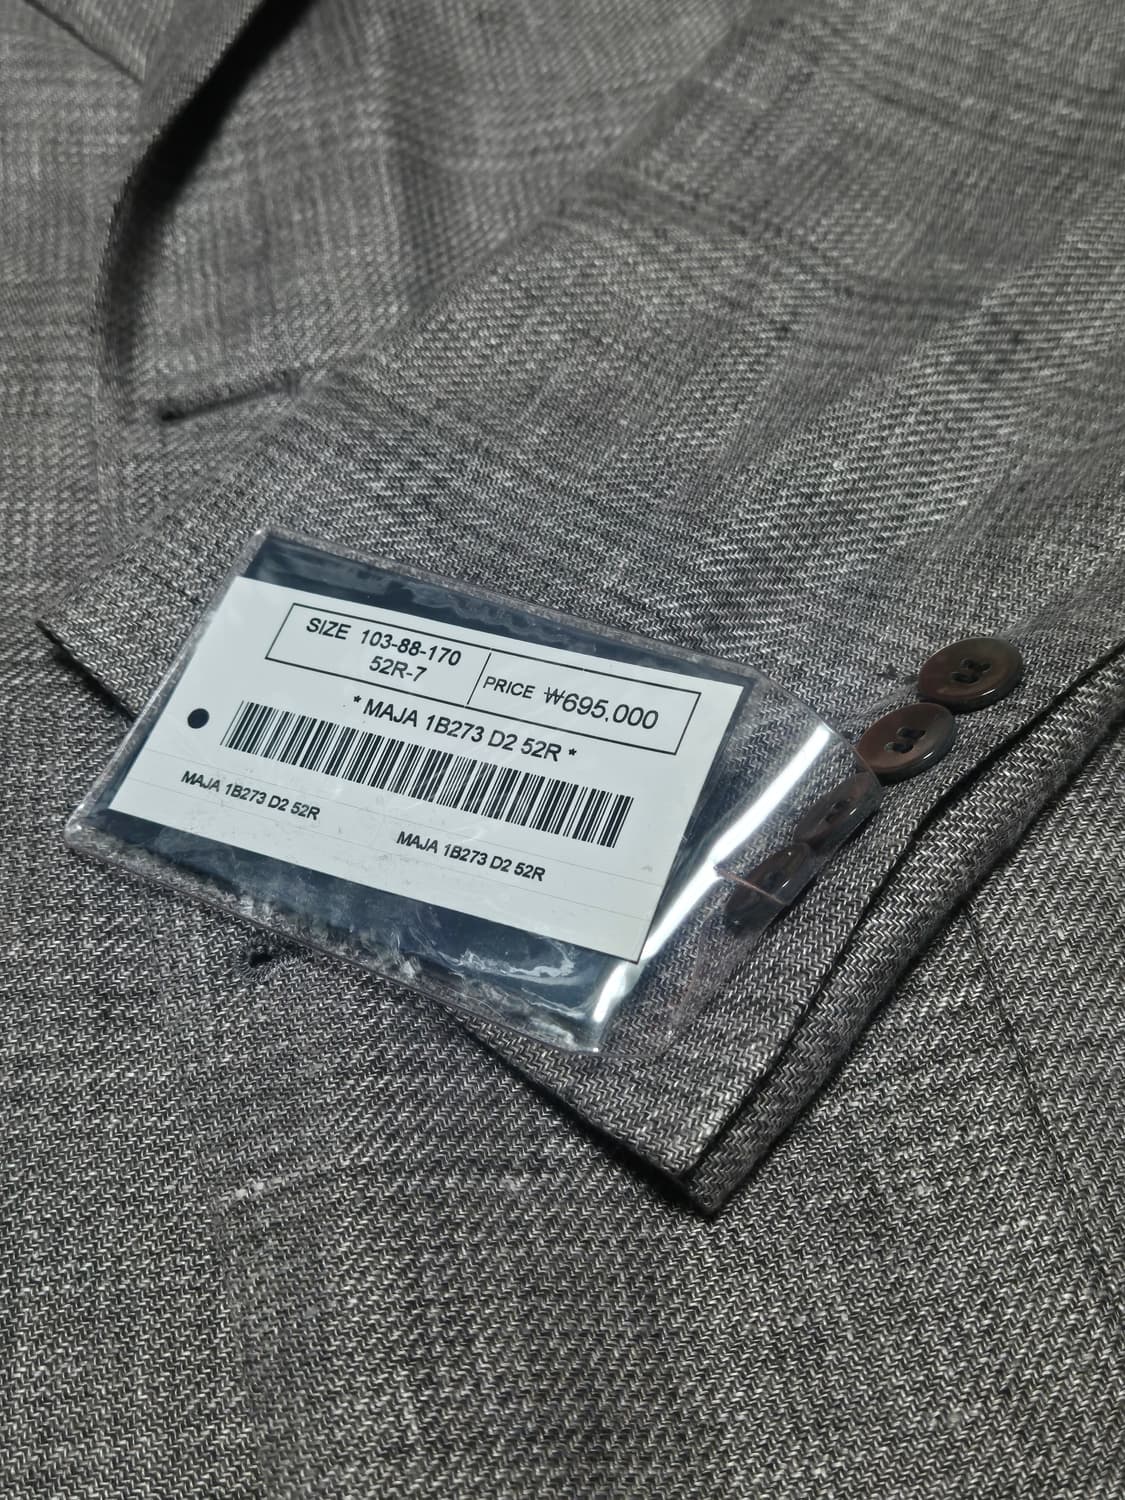 SIZE 103-88-170
52R-7
PRICE ₩695,000
* MAJA 1B273 D2 52R *
MAJA 1B273 D2 52R
MAJA 1B273 D2 52R